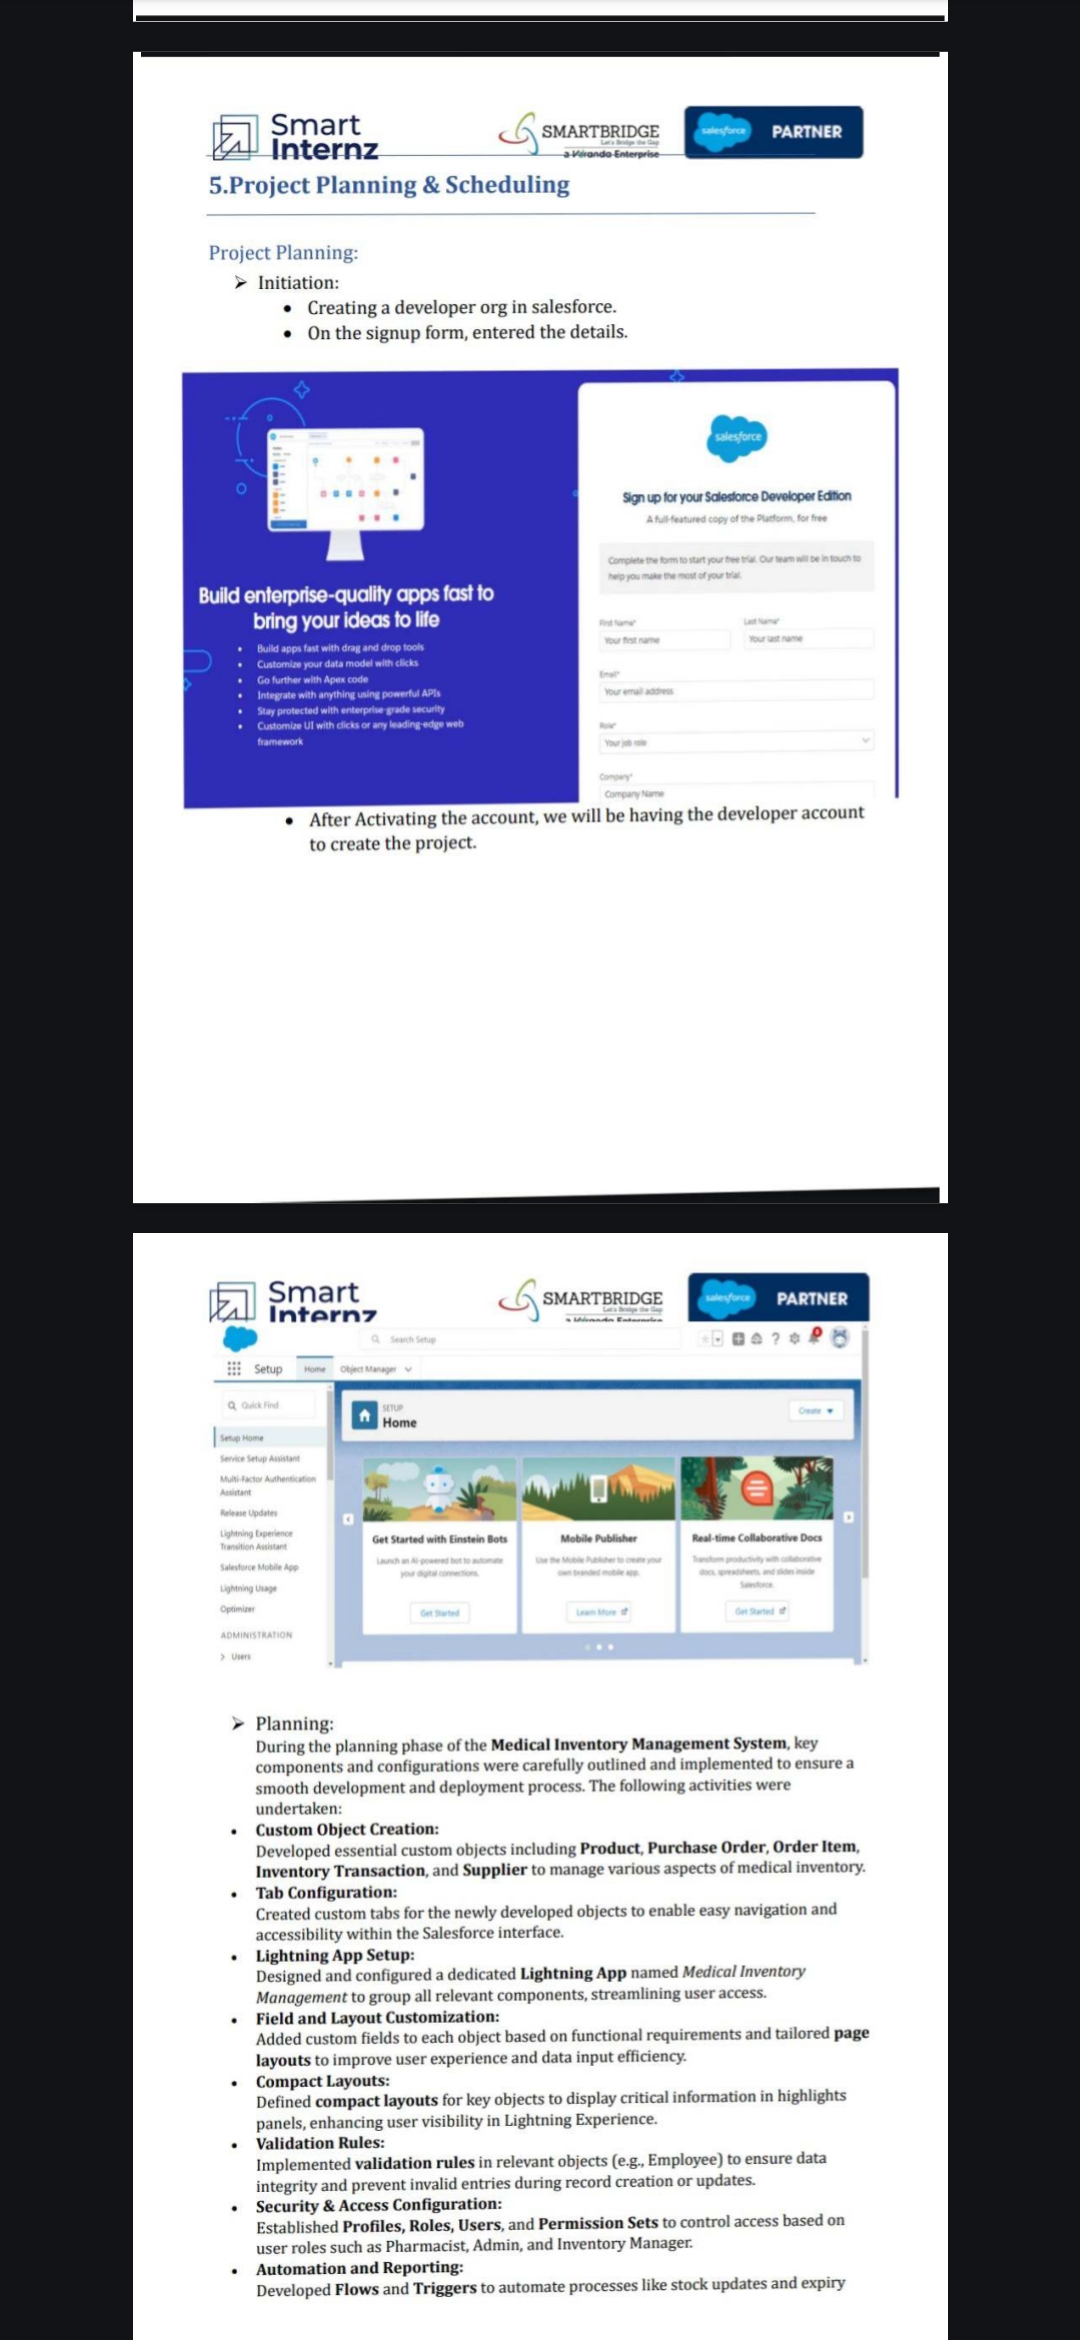 Smart
Internz
SMARTBRIDGE
Let's Bridge the Gap
a Veranda Enterprise
salesforce
PARTNER
5.Project Planning & Scheduling
Project Planning:
➢ Initiation:
• Creating a developer org in salesforce.
• On the signup form, entered the details.
Build enterprise-quality apps fast to
bring your ideas to life
• Build apps fast with drag and drop tools
• Customize your data model with clicks
• Go further with Apex code
• Integrate with anything using powerful APIs
• Stay protected with enterprise-grade security
• Customize UI with clicks or any leading-edge web
framework
salesforce
Sign up for your Salesforce Developer Edition
A full-featured copy of the Platform, for free
Complete the form to start your free trial. Our team will be in touch to
help you make the most of your trial.
First Name* Last Name*
Your first name Your last name
Email*
Your email address
Role*
Your job role
Company*
Company Name
• After Activating the account, we will be having the developer account
to create the project.
Smart
Internz
SMARTBRIDGE
Let's Bridge the Gap
salesforce
PARTNER
Search Setup
Setup Home Object Manager
Quick Find
SETUP
Home
Create
Setup Home
Service Setup Assistant
Multi-Factor Authentication
Assistant
Release Updates
Lightning Experience
Transition Assistant
Salesforce Mobile App
Lightning Usage
Optimizer
ADMINISTRATION
> Users
Get Started with Einstein Bots
Launch an AI-powered bot to automate
your digital connections.
Get Started
Mobile Publisher
Use the Mobile Publisher to create your
own branded mobile app.
Learn More
Real-time Collaborative Docs
Transform productivity with collaborative
docs, spreadsheets, and slides inside
Salesforce.
Get Started
➢ Planning:
During the planning phase of the Medical Inventory Management System, key
components and configurations were carefully outlined and implemented to ensure a
smooth development and deployment process. The following activities were
undertaken:
• Custom Object Creation:
Developed essential custom objects including Product, Purchase Order, Order Item,
Inventory Transaction, and Supplier to manage various aspects of medical inventory.
• Tab Configuration:
Created custom tabs for the newly developed objects to enable easy navigation and
accessibility within the Salesforce interface.
• Lightning App Setup:
Designed and configured a dedicated Lightning App named Medical Inventory
Management to group all relevant components, streamlining user access.
• Field and Layout Customization:
Added custom fields to each object based on functional requirements and tailored page
layouts to improve user experience and data input efficiency.
• Compact Layouts:
Defined compact layouts for key objects to display critical information in highlights
panels, enhancing user visibility in Lightning Experience.
• Validation Rules:
Implemented validation rules in relevant objects (e.g., Employee) to ensure data
integrity and prevent invalid entries during record creation or updates.
• Security & Access Configuration:
Established Profiles, Roles, Users, and Permission Sets to control access based on
user roles such as Pharmacist, Admin, and Inventory Manager.
• Automation and Reporting:
Developed Flows and Triggers to automate processes like stock updates and expiry